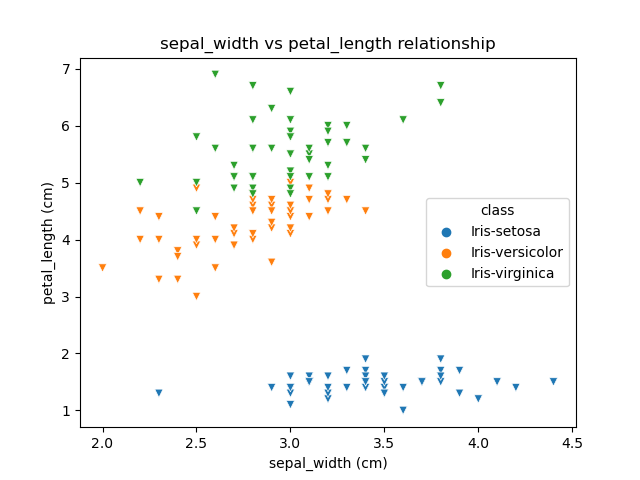 sepal_width vs petal_length relationship
petal_length (cm)
7
6
5
4
3
2
1
class
Iris-setosa
Iris-versicolor
Iris-virginica
2.0 2.5 3.0 3.5 4.0 4.5
sepal_width (cm)